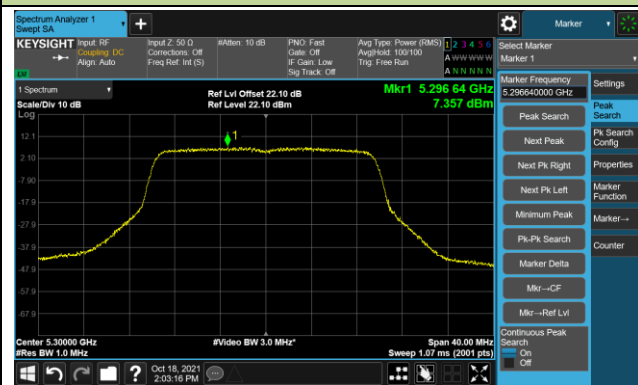 Spectrum Analyzer 1
Swept SA
+
Marker
KEYSIGHT
Input: RF
Coupling: DC
Align: Auto
Input Z: 50 Ω
Corrections: Off
Freq Ref: Int (S)
#Atten: 10 dB
PNO: Fast
Gate: Off
IF Gain: Low
Sig Track: Off
Avg Type: Power (RMS)
Avg|Hold: 100/100
Trig: Free Run
1 2 3 4 5 6
A W W W W W
A N N N N N
Select Marker
Marker 1
LXI
1 Spectrum
Scale/Div 10 dB
Log
Ref Lvl Offset 22.10 dB
Ref Level 22.10 dBm
Mkr1 5.296 64 GHz
7.357 dBm
12.1
2.10
-7.90
-17.9
-27.9
-37.9
-47.9
-57.9
-67.9
1
Center 5.30000 GHz
#Res BW 1.0 MHz
#Video BW 3.0 MHz*
Span 40.00 MHz
Sweep 1.07 ms (2001 pts)
Marker Frequency
5.296640000 GHz
Peak Search
Next Peak
Next Pk Right
Next Pk Left
Minimum Peak
Pk-Pk Search
Marker Delta
Mkr→CF
Mkr→Ref Lvl
Continuous Peak
Search
On
Off
Settings
Peak
Search
Pk Search
Config
Properties
Marker
Function
Marker→
Counter
?
Oct 18, 2021
2:03:16 PM